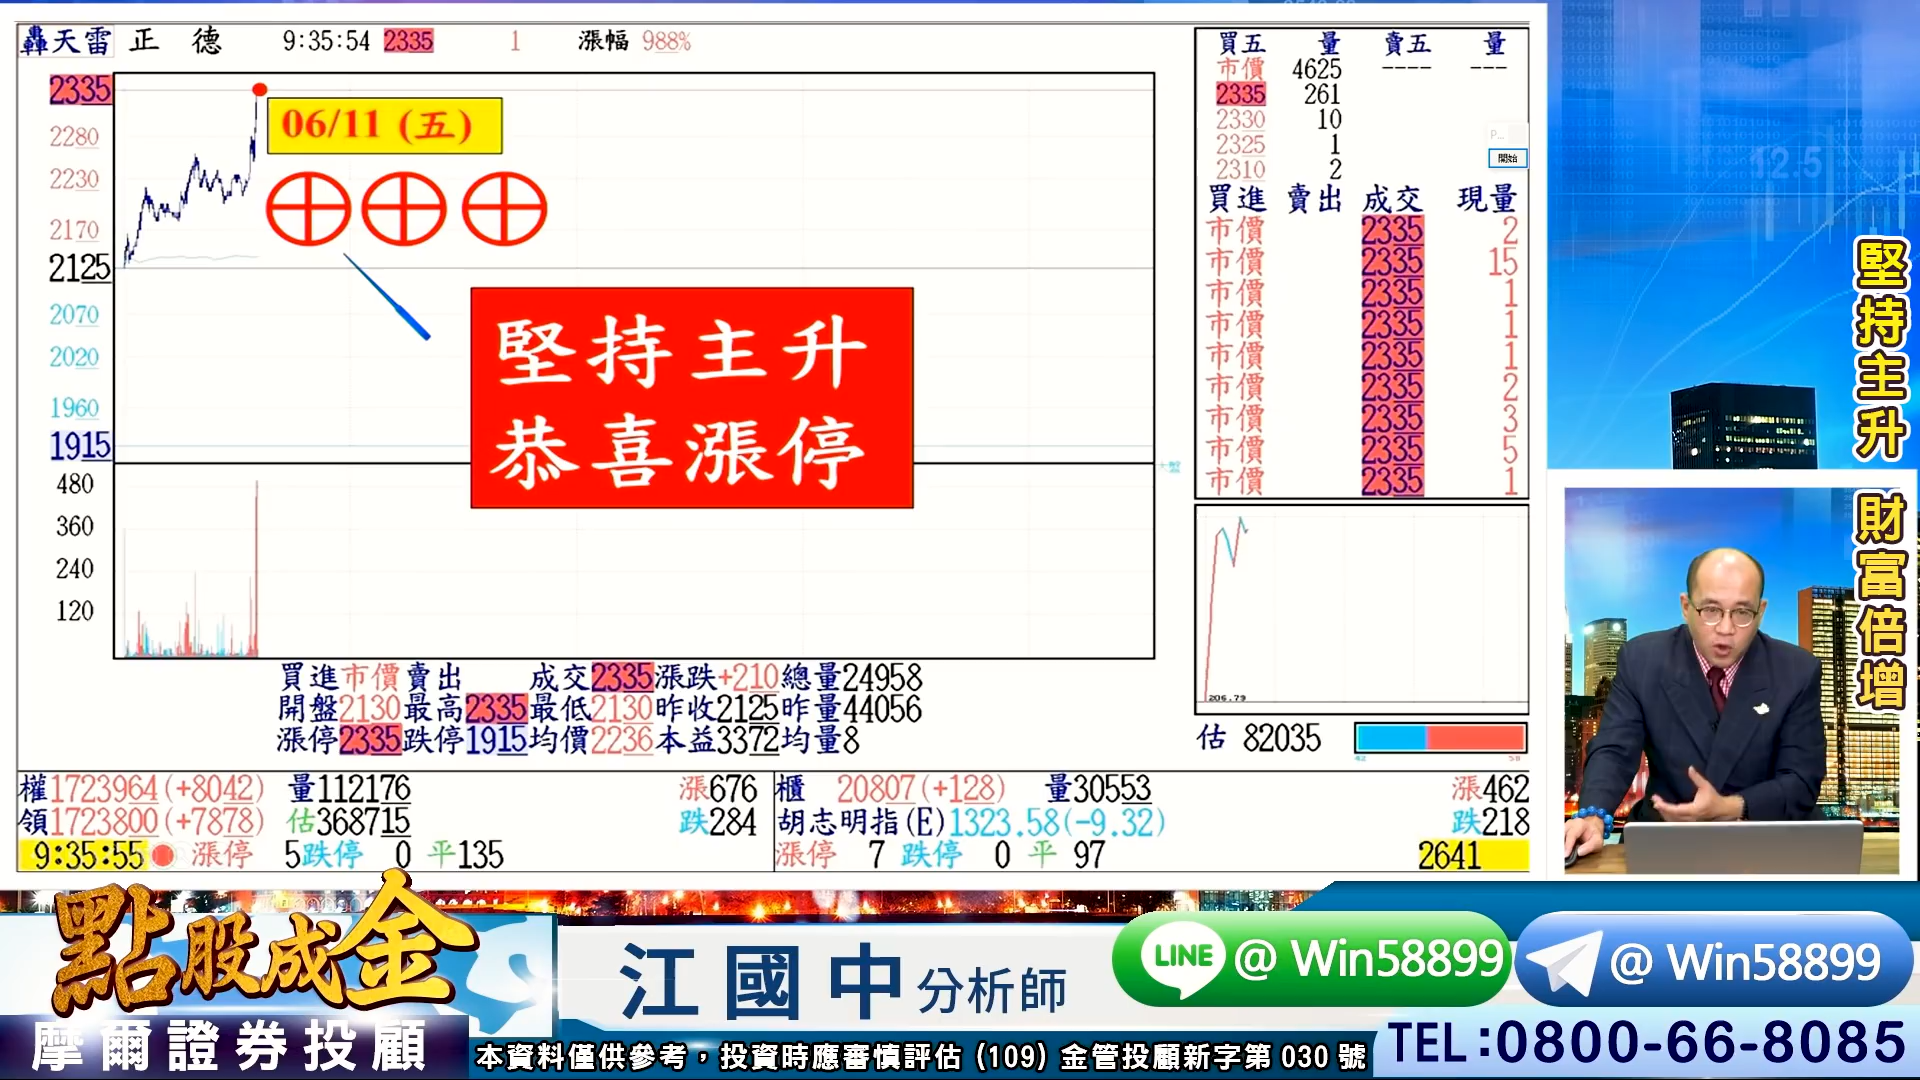 轟天雷 正 德 9:35:54 2335 1 漲幅 988%
2335
2280
2230
2170
2125
2070
2020
1960
1915
480
360
240
120
06/11 (五)
堅持主升
恭喜漲停
買五 量 賣五 量
市價 4625 ---- ---
2335 261
2330 10
2325 1
2310 2
開始
買進 賣出 成交 現量
市價 2335 2
市價 2335 15
市價 2335 1
市價 2335 1
市價 2335 1
市價 2335 2
市價 2335 3
市價 2335 5
市價 2335 1
206.79
估 82035
買進市價賣出 成交2335漲跌+210總量24958
開盤2130最高2335最低2130昨收2125昨量44056
漲停2335跌停1915均價2236本益3372均量8
權1723964(+8042) 量112176 漲676
領1723800(+7878) 估368715 跌284
9:35:55 漲停 5跌停 0 平135
櫃 20807(+128) 量30553 漲462
胡志明指(E)1323.58(-9.32) 跌218
漲停 7 跌停 0 平 97 2641
堅持主升 財富倍增
點股成金
摩爾證券投顧
江國中分析師
LINE @ Win58899
@ Win58899
TEL:0800-66-8085
本資料僅供參考，投資時應審慎評估 (109) 金管投顧新字第 030 號